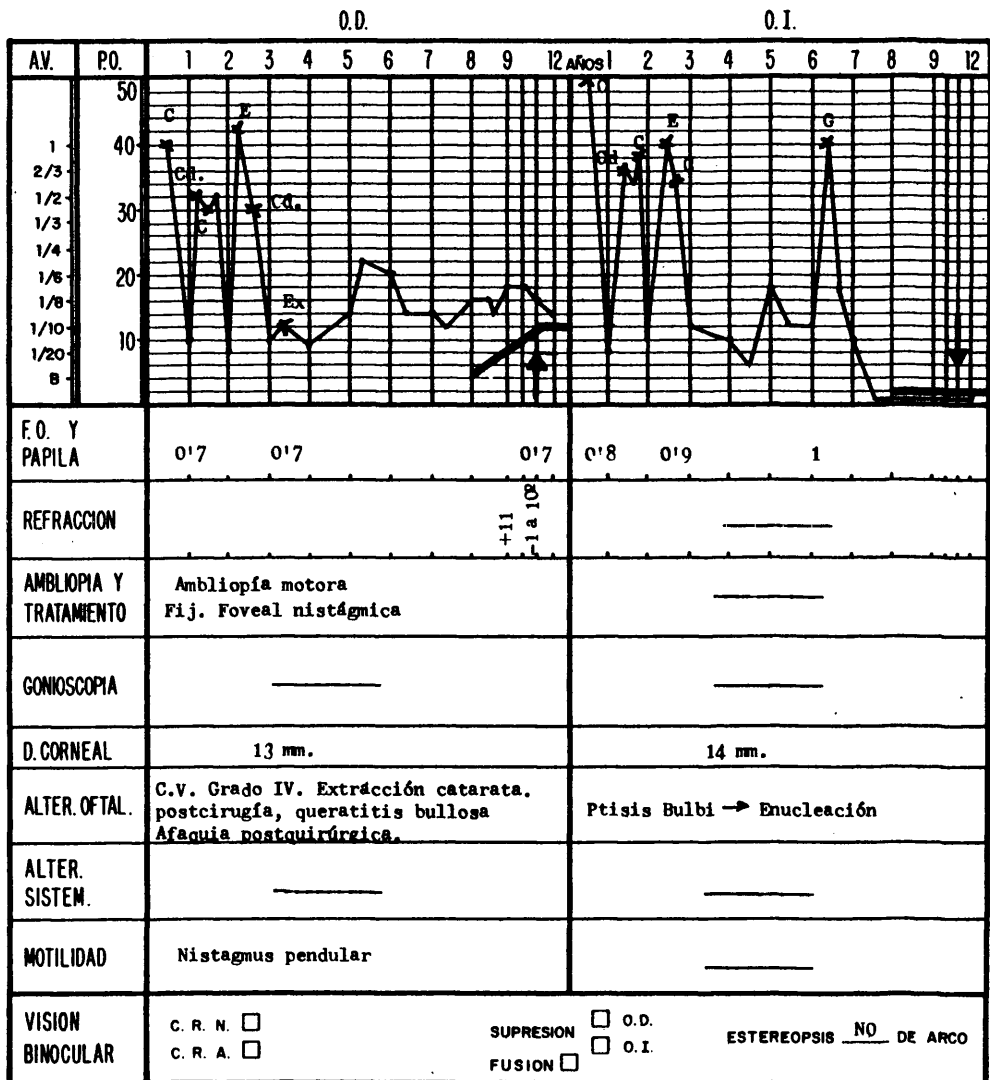 O.D. O.I.
A.V. P.O. 1 2 3 4 5 6 7 8 9 12 AÑOS 1 2 3 4 5 6 7 8 9 12
50
C E C E G
1 40
2/3 Cd. C
1/2 Cd.
1/3 30 C
1/4
1/6 20
1/8 Ex
1/10 10
1/20
B
F.O. Y
PAPILA 0'7 0'7 0'7 0'8 0'9 1
REFRACCION +11
AMBLIOPIA Y TRATAMIENTO
Ambliopía motora
Fij. Foveal nistágmica
GONIOSCOPIA
D. CORNEAL 13 mm. 14 mm.
ALTER. OFTAL.
C.V. Grado IV. Extracción catarata.
postcirugía, queratitis bullosa
Afaquia postquirúrgica.
Ptisis Bulbi → Enucleación
ALTER.
SISTEM.
MOTILIDAD Nistagmus pendular
VISION
BINOCULAR
C. R. N. ☐
C. R. A. ☐
SUPRESION ☐ O.D.
☐ O.I.
FUSION ☐
ESTEREOPSIS NO DE ARCO